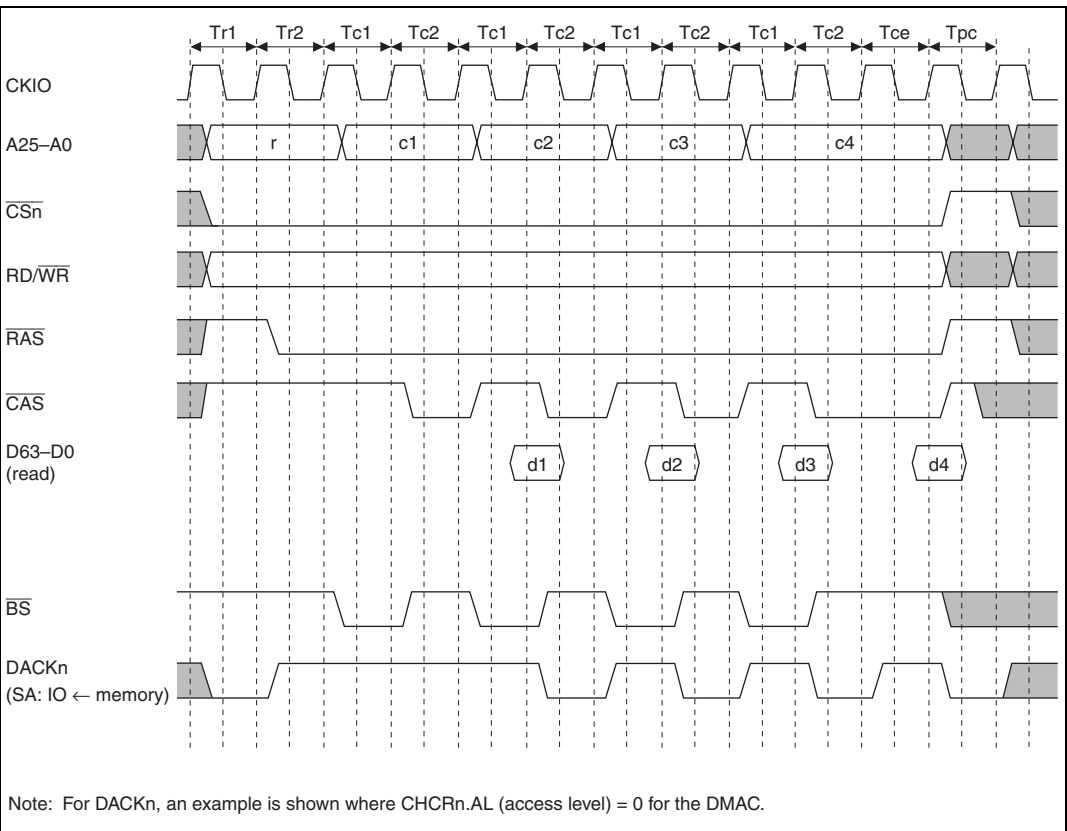 Tr1 Tr2 Tc1 Tc2 Tc1 Tc2 Tc1 Tc2 Tc1 Tc2 Tce Tpc
CKIO
A25–A0 r c1 c2 c3 c4
CSn
RD/WR
RAS
CAS
D63–D0
(read) d1 d2 d3 d4
BS
DACKn
(SA: IO ← memory)
Note: For DACKn, an example is shown where CHCRn.AL (access level) = 0 for the DMAC.